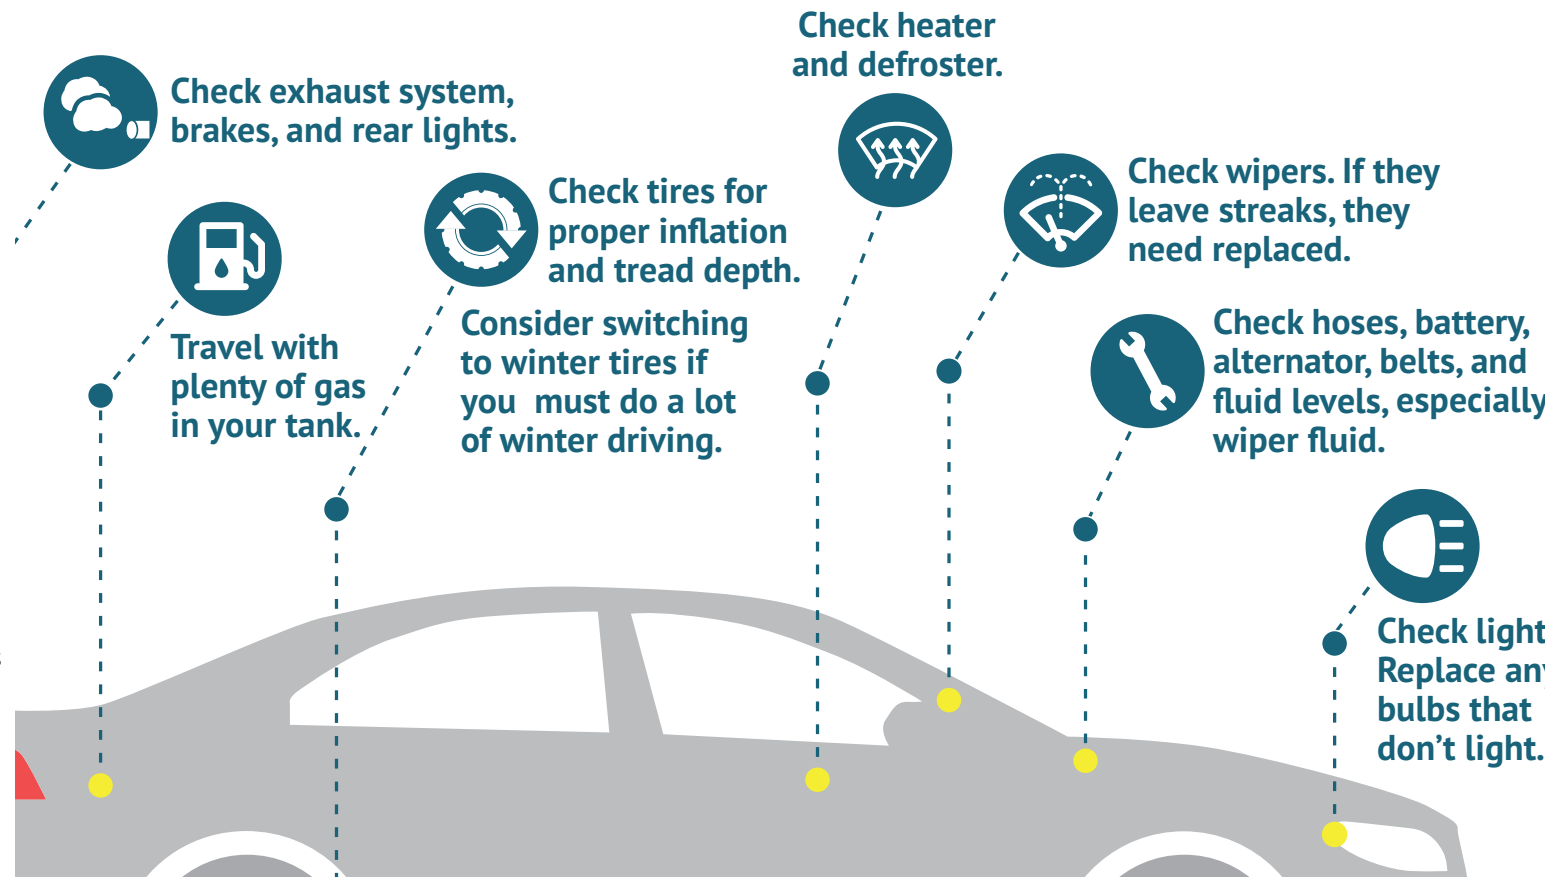 Check heater
and defroster.
Check exhaust system,
brakes, and rear lights.
Check tires for
proper inflation
and tread depth.
Consider switching
to winter tires if
you  must do a lot
of winter driving.
Travel with
plenty of gas
in your tank.
Check wipers. If they
leave streaks, they
need replaced.
Check hoses, battery,
alternator, belts, and
fluid levels, especially
wiper fluid.
Check light
Replace any
bulbs that
don’t light.